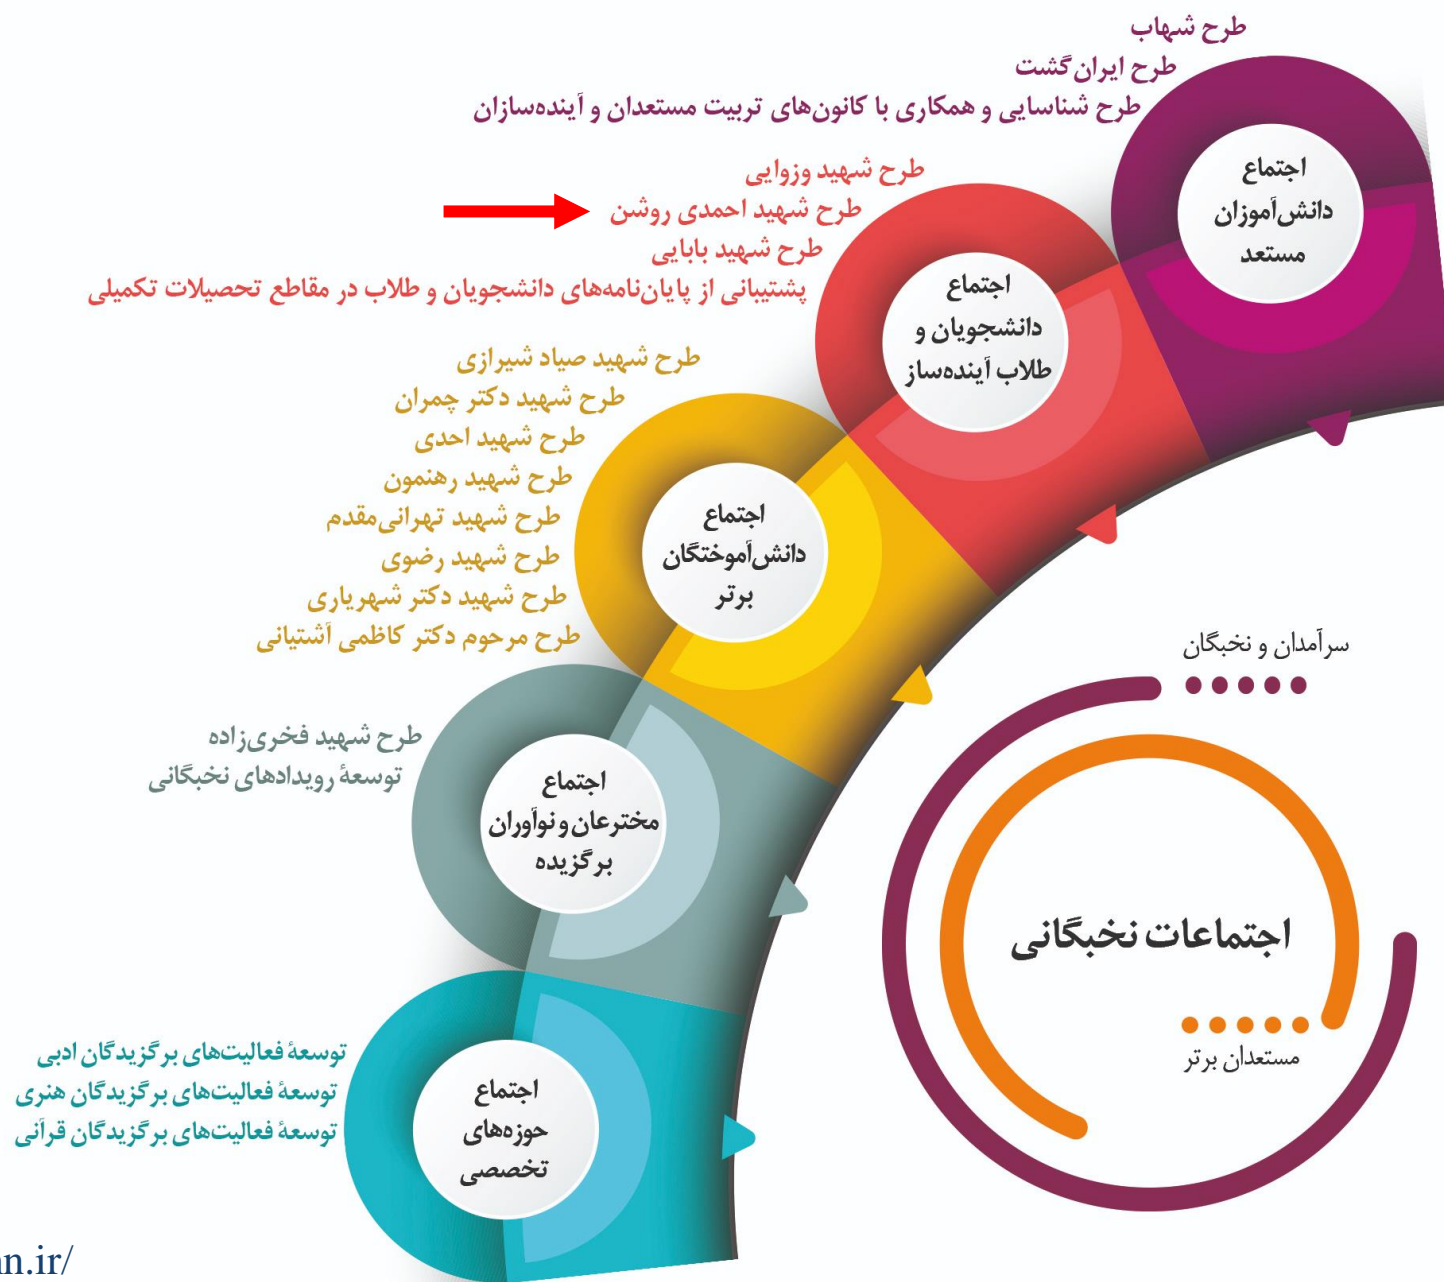 طرح شهاب
طرح ایران‌گشت
طرح شناسایی و همکاری با کانون‌های تربیت مستعدان و آینده‌سازان
اجتماع
دانش‌آموزان
مستعد
طرح شهید وزوایی
طرح شهید احمدی روشن
طرح شهید بابایی
پشتیبانی از پایان‌نامه‌های دانشجویان و طلاب در مقاطع تحصیلات تکمیلی
اجتماع
دانشجویان و
طلاب آینده‌ساز
طرح شهید صیاد شیرازی
طرح شهید دکتر چمران
طرح شهید احدی
طرح شهید رهنمون
طرح شهید تهرانی‌مقدم
طرح شهید رضوی
طرح شهید دکتر شهریاری
طرح مرحوم دکتر کاظمی آشتیانی
اجتماع
دانش‌آموختگان
برتر
طرح شهید فخری‌زاده
توسعهٔ رویدادهای نخبگانی
اجتماع
مخترعان و نوآوران
برگزیده
توسعهٔ فعالیت‌های برگزیدگان ادبی
توسعهٔ فعالیت‌های برگزیدگان هنری
توسعهٔ فعالیت‌های برگزیدگان قرآنی
اجتماع
حوزه‌های
تخصصی
سرآمدان و نخبگان
اجتماعات نخبگانی
مستعدان برتر
n.ir/